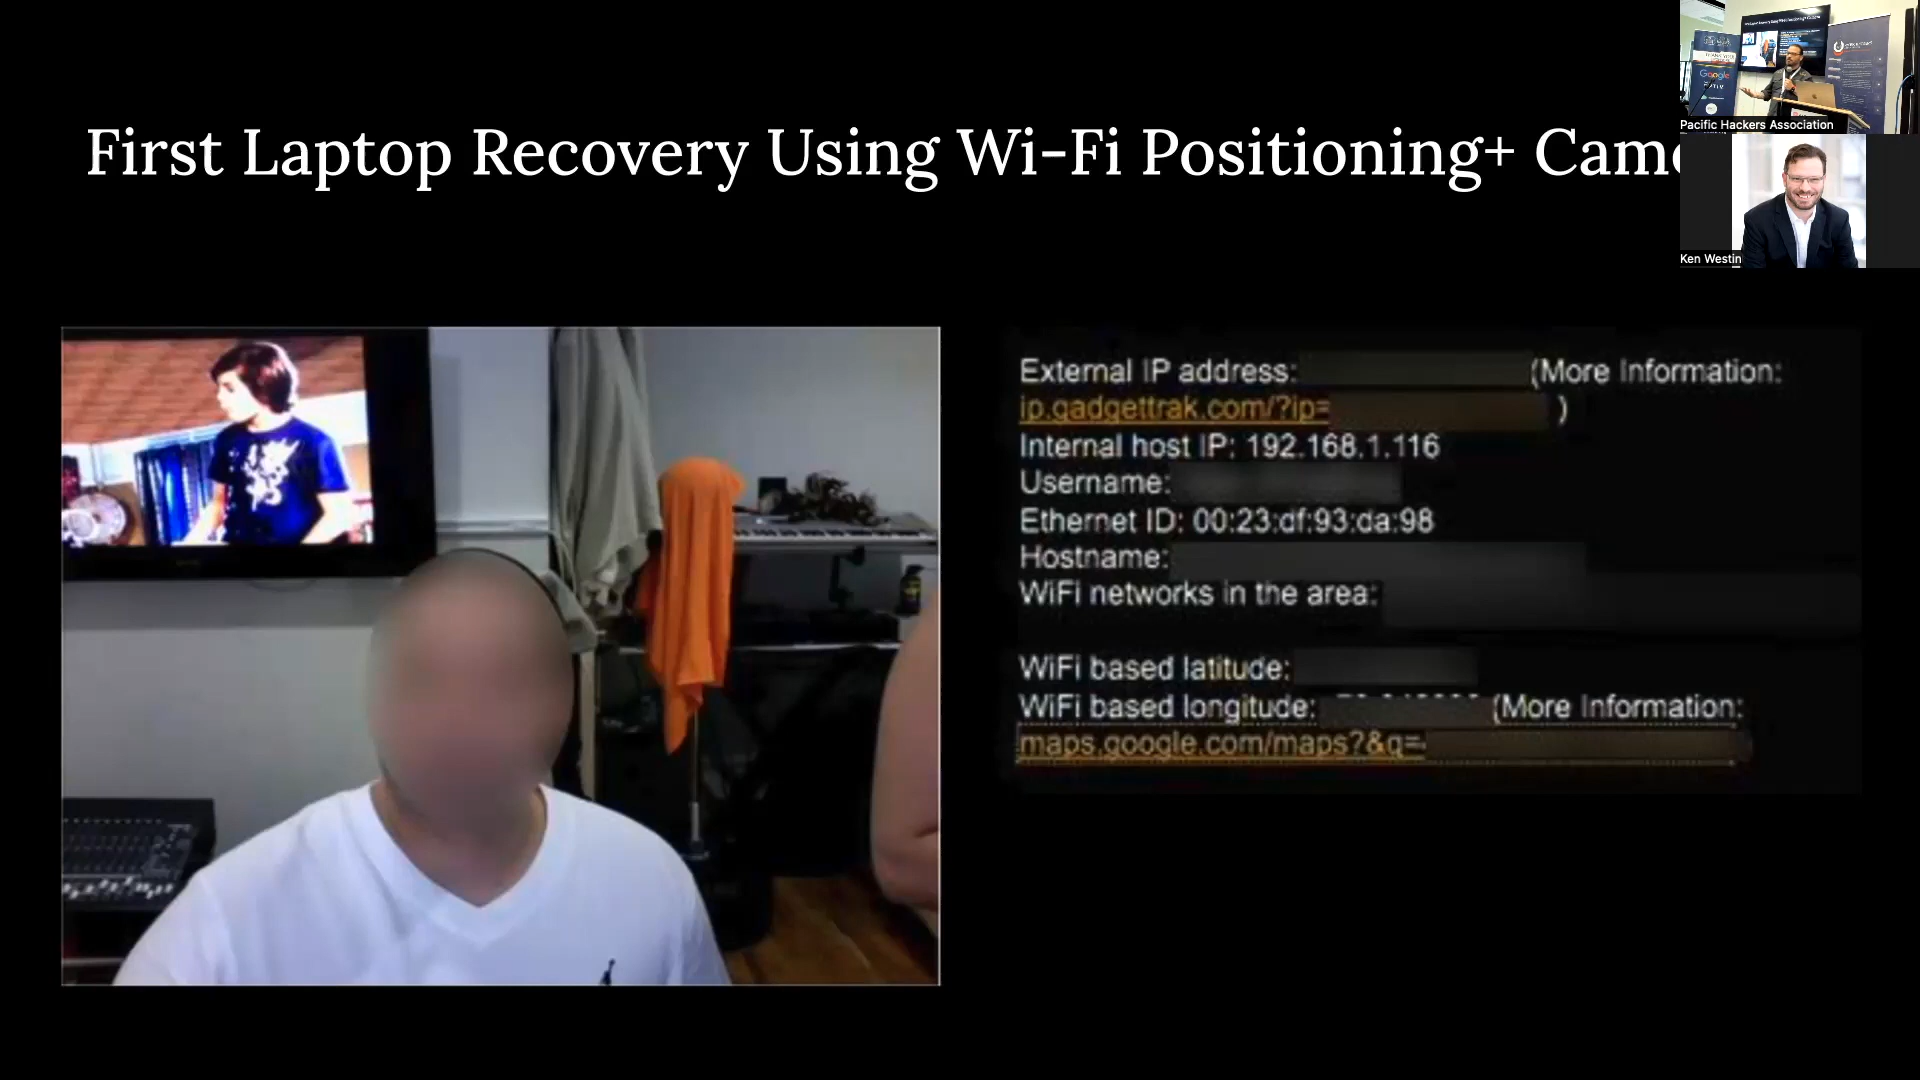 First Laptop Recovery Using Wi-Fi Positioning+ Came
Pacific Hackers Association
Ken Westin
Google
External IP address: (More Information:
ip.gadgettrak.com/?ip= )
Internal host IP: 192.168.1.116
Username:
Ethernet ID: 00:23:df:93:da:98
Hostname:
WiFi networks in the area:
WiFi based latitude:
WiFi based longitude: (More Information:
maps.google.com/maps?&q=